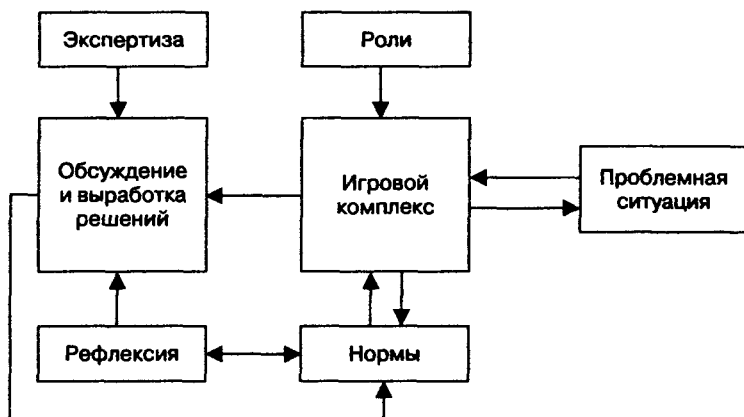 Экспертиза
Роли
Обсуждение
и выработка
решений
Игровой
комплекс
Проблемная
ситуация
Рефлексия
Нормы